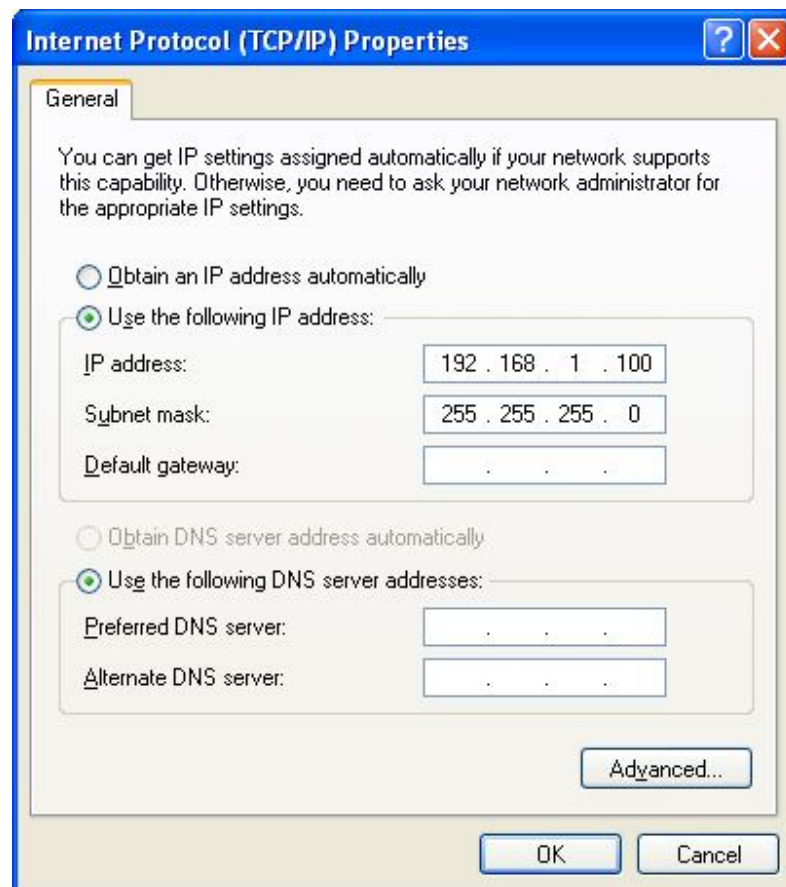 Internet Protocol (TCP/IP) Properties
General
You can get IP settings assigned automatically if your network supports
this capability. Otherwise, you need to ask your network administrator for
the appropriate IP settings.
Obtain an IP address automatically
Use the following IP address:
IP address: 192 . 168 . 1 . 100
Subnet mask: 255 . 255 . 255 . 0
Default gateway: . . .
Obtain DNS server address automatically
Use the following DNS server addresses:
Preferred DNS server: . . .
Alternate DNS server: . . .
Advanced...
OK Cancel